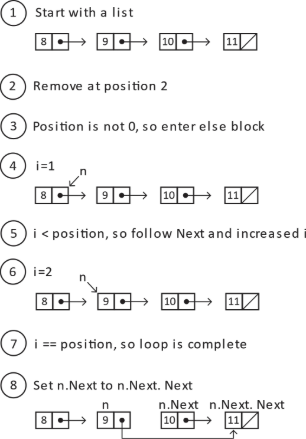 1 Start with a list
8 9 10 11
2 Remove at position 2
3 Position is not 0, so enter else block
4 i=1
n
8 9 10 11
5 i < position, so follow Next and increased i
6 i=2
n
8 9 10 11
7 i == position, so loop is complete
8 Set n.Next to n.Next. Next
n n.Next n.Next. Next
8 9 10 11